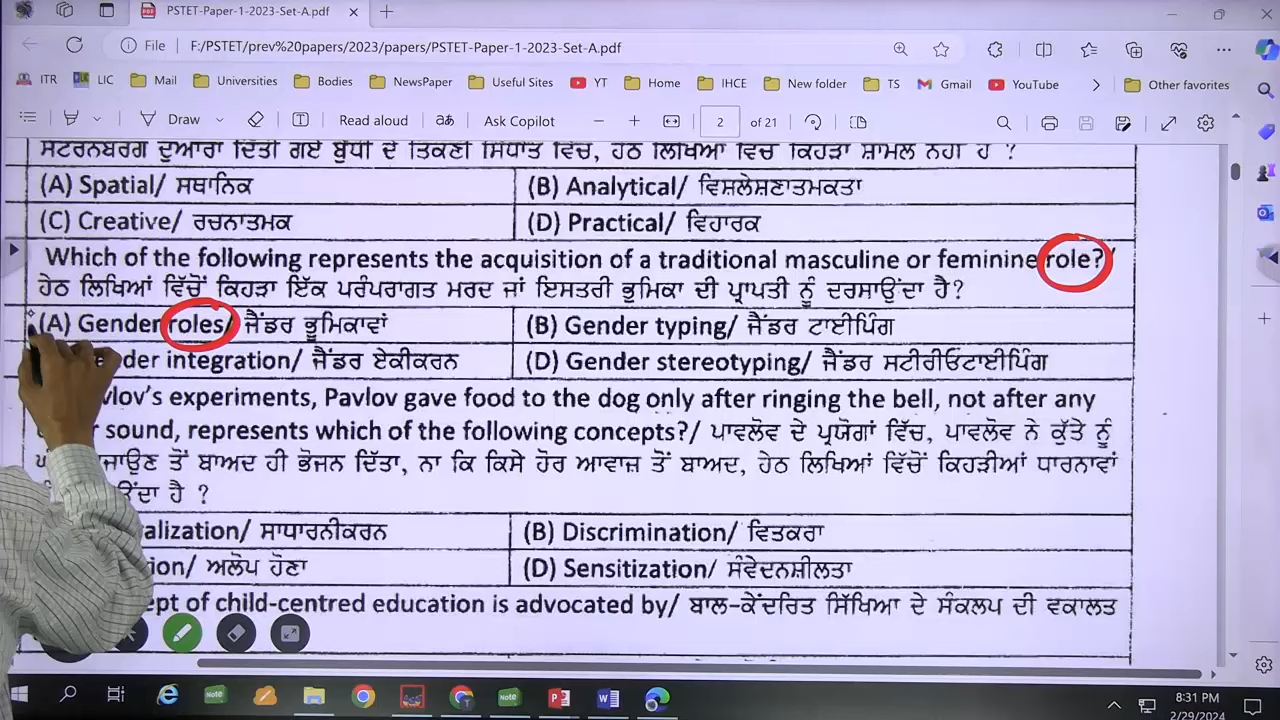 PSTET-Paper-1-2023-Set-A.pdf
File F:/PSTET/prev%20papers/2023/papers/PSTET-Paper-1-2023-Set-A.pdf
ITR LIC Mail Universities Bodies NewsPaper Useful Sites YT Home IHCE New folder TS Gmail YouTube Other favorites
Draw Read aloud Ask Copilot 2 of 21
ਸਟਰਨਬਰਗ ਦੁਆਰਾ ਦਿੱਤੀ ਗਏ ਬੁੱਧੀ ਦੇ ਤਿਕੋਣੀ ਸਿਧਾਂਤ ਵਿੱਚ, ਹੇਠ ਲਿਖਿਆਂ ਵਿੱਚੋਂ ਕਿਹੜਾ ਸ਼ਾਮਲ ਨਹੀਂ ਹੈ ?
(A) Spatial/ ਸਥਾਨਿਕ (B) Analytical/ ਵਿਸ਼ਲੇਸ਼ਣਾਤਮਕਤਾ
(C) Creative/ ਰਚਨਾਤਮਕ (D) Practical/ ਵਿਹਾਰਕ
Which of the following represents the acquisition of a traditional masculine or feminine role?/
ਹੇਠ ਲਿਖਿਆਂ ਵਿੱਚੋਂ ਕਿਹੜਾ ਇੱਕ ਪਰੰਪਰਾਗਤ ਮਰਦ ਜਾਂ ਇਸਤਰੀ ਭੂਮਿਕਾ ਦੀ ਪ੍ਰਾਪਤੀ ਨੂੰ ਦਰਸਾਉਂਦਾ ਹੈ?
(A) Gender roles/ ਜੈਂਡਰ ਭੂਮਿਕਾਵਾਂ (B) Gender typing/ ਜੈਂਡਰ ਟਾਈਪਿੰਗ
integration/ ਜੈਂਡਰ ਏਕੀਕਰਨ (D) Gender stereotyping/ ਜੈਂਡਰ ਸਟੀਰੀਓਟਾਈਪਿੰਗ
experiments, Pavlov gave food to the dog only after ringing the bell, not after any
sound, represents which of the following concepts?/ ਪਾਵਲੋਵ ਦੇ ਪ੍ਰਯੋਗਾਂ ਵਿੱਚ, ਪਾਵਲੋਵ ਨੇ ਕੁੱਤੇ ਨੂੰ
ਤੋਂ ਬਾਅਦ ਹੀ ਭੋਜਨ ਦਿੱਤਾ, ਨਾ ਕਿ ਕਿਸੇ ਹੋਰ ਆਵਾਜ਼ ਤੋਂ ਬਾਅਦ, ਹੇਠ ਲਿਖਿਆਂ ਵਿੱਚੋਂ ਕਿਹੜੀਆਂ ਧਾਰਨਾਵਾਂ
ਹੈ ?
ਸਾਧਾਰਨੀਕਰਨ (B) Discrimination/ ਵਿਤਕਰਾ
ਅਲੋਪ ਹੋਣਾ (D) Sensitization/ ਸੰਵੇਦਨਸ਼ੀਲਤਾ
of child-centred education is advocated by/ ਬਾਲ-ਕੇਂਦਰਿਤ ਸਿੱਖਿਆ ਦੇ ਸੰਕਲਪ ਦੀ ਵਕਾਲਤ
8:31 PM
2/29/2024